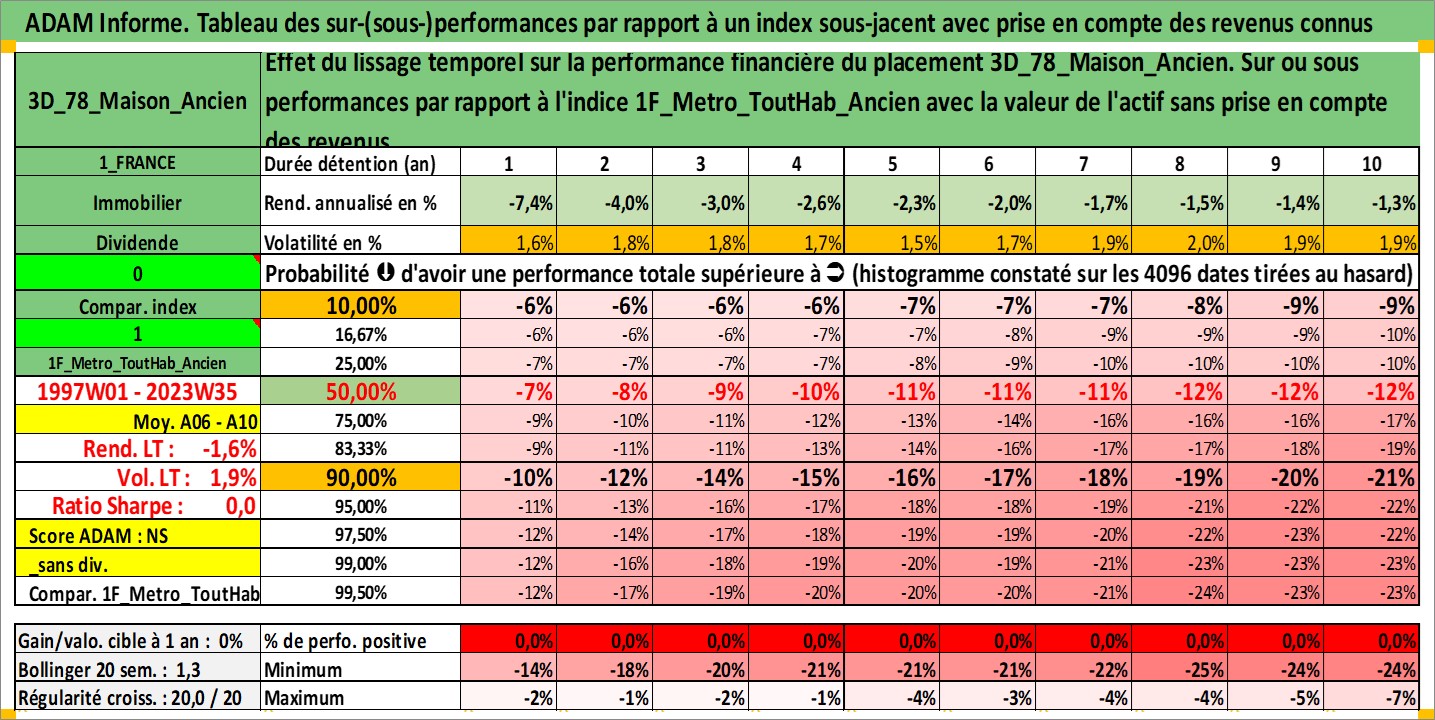 ADAM Informe. Tableau des sur-(sous-)performances par rapport à un index sous-jacent avec prise en compte des revenus connus
3D_78_Maison_Ancien
Effet du lissage temporel sur la performance financière du placement 3D_78_Maison_Ancien. Sur ou sous
performances par rapport à l'indice 1F_Metro_ToutHab_Ancien avec la valeur de l'actif sans prise en compte
des revenus
1_FRANCE Durée détention (an) 1 2 3 4 5 6 7 8 9 10
Immobilier Rend. annualisé en % -7,4% -4,0% -3,0% -2,6% -2,3% -2,0% -1,7% -1,5% -1,4% -1,3%
Dividende Volatilité en % 1,6% 1,8% 1,8% 1,7% 1,5% 1,7% 1,9% 2,0% 1,9% 1,9%
0 Probabilité d'avoir une performance totale supérieure à (histogramme constaté sur les 4096 dates tirées au hasard)
Compar. index 10,00% -6% -6% -6% -6% -7% -7% -7% -8% -9% -9%
1 16,67% -6% -6% -6% -7% -7% -8% -9% -9% -9% -10%
1F_Metro_ToutHab_Ancien 25,00% -7% -7% -7% -7% -8% -9% -10% -10% -10% -10%
1997W01 - 2023W35 50,00% -7% -8% -9% -10% -11% -11% -11% -12% -12% -12%
Moy. A06 - A10 75,00% -9% -10% -11% -12% -13% -14% -16% -16% -16% -17%
Rend. LT : -1,6% 83,33% -9% -11% -11% -13% -14% -16% -17% -17% -18% -19%
Vol. LT : 1,9% 90,00% -10% -12% -14% -15% -16% -17% -18% -19% -20% -21%
Ratio Sharpe : 0,0 95,00% -11% -13% -16% -17% -18% -18% -19% -21% -22% -22%
Score ADAM : NS 97,50% -12% -14% -17% -18% -19% -19% -20% -22% -23% -22%
_sans div. 99,00% -12% -16% -18% -19% -20% -19% -21% -23% -23% -23%
Compar. 1F_Metro_ToutHab 99,50% -12% -17% -19% -20% -20% -20% -21% -24% -23% -23%
Gain/valo. cible à 1 an : 0% % de perfo. positive 0,0% 0,0% 0,0% 0,0% 0,0% 0,0% 0,0% 0,0% 0,0% 0,0%
Bollinger 20 sem. : 1,3 Minimum -14% -18% -20% -21% -21% -21% -22% -25% -24% -24%
Régularité croiss. : 20,0 / 20 Maximum -2% -1% -2% -1% -4% -3% -4% -4% -5% -7%